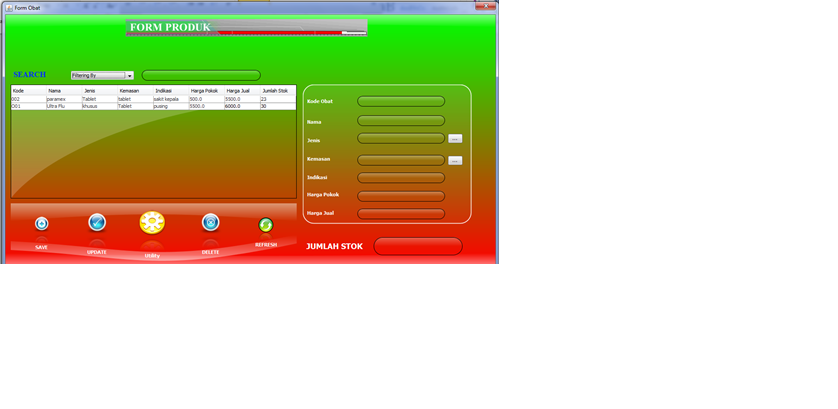 Form Obat
FORM PRODUK
SEARCH
Filtering By
Kode Nama Jenis Kemasan Indikasi Harga Pokok Harga Jual Jumlah Stok
002 paramex Tablet tablet sakit kepala 500.0 5500.0 23
O01 Ultra Flu khusus Tablet pusing 5500.0 6000.0 30
Kode Obat
Nama
Jenis
...
Kemasan
...
Indikasi
Harga Pokok
Harga Jual
JUMLAH STOK
SAVE
UPDATE
Utility
DELETE
REFRESH